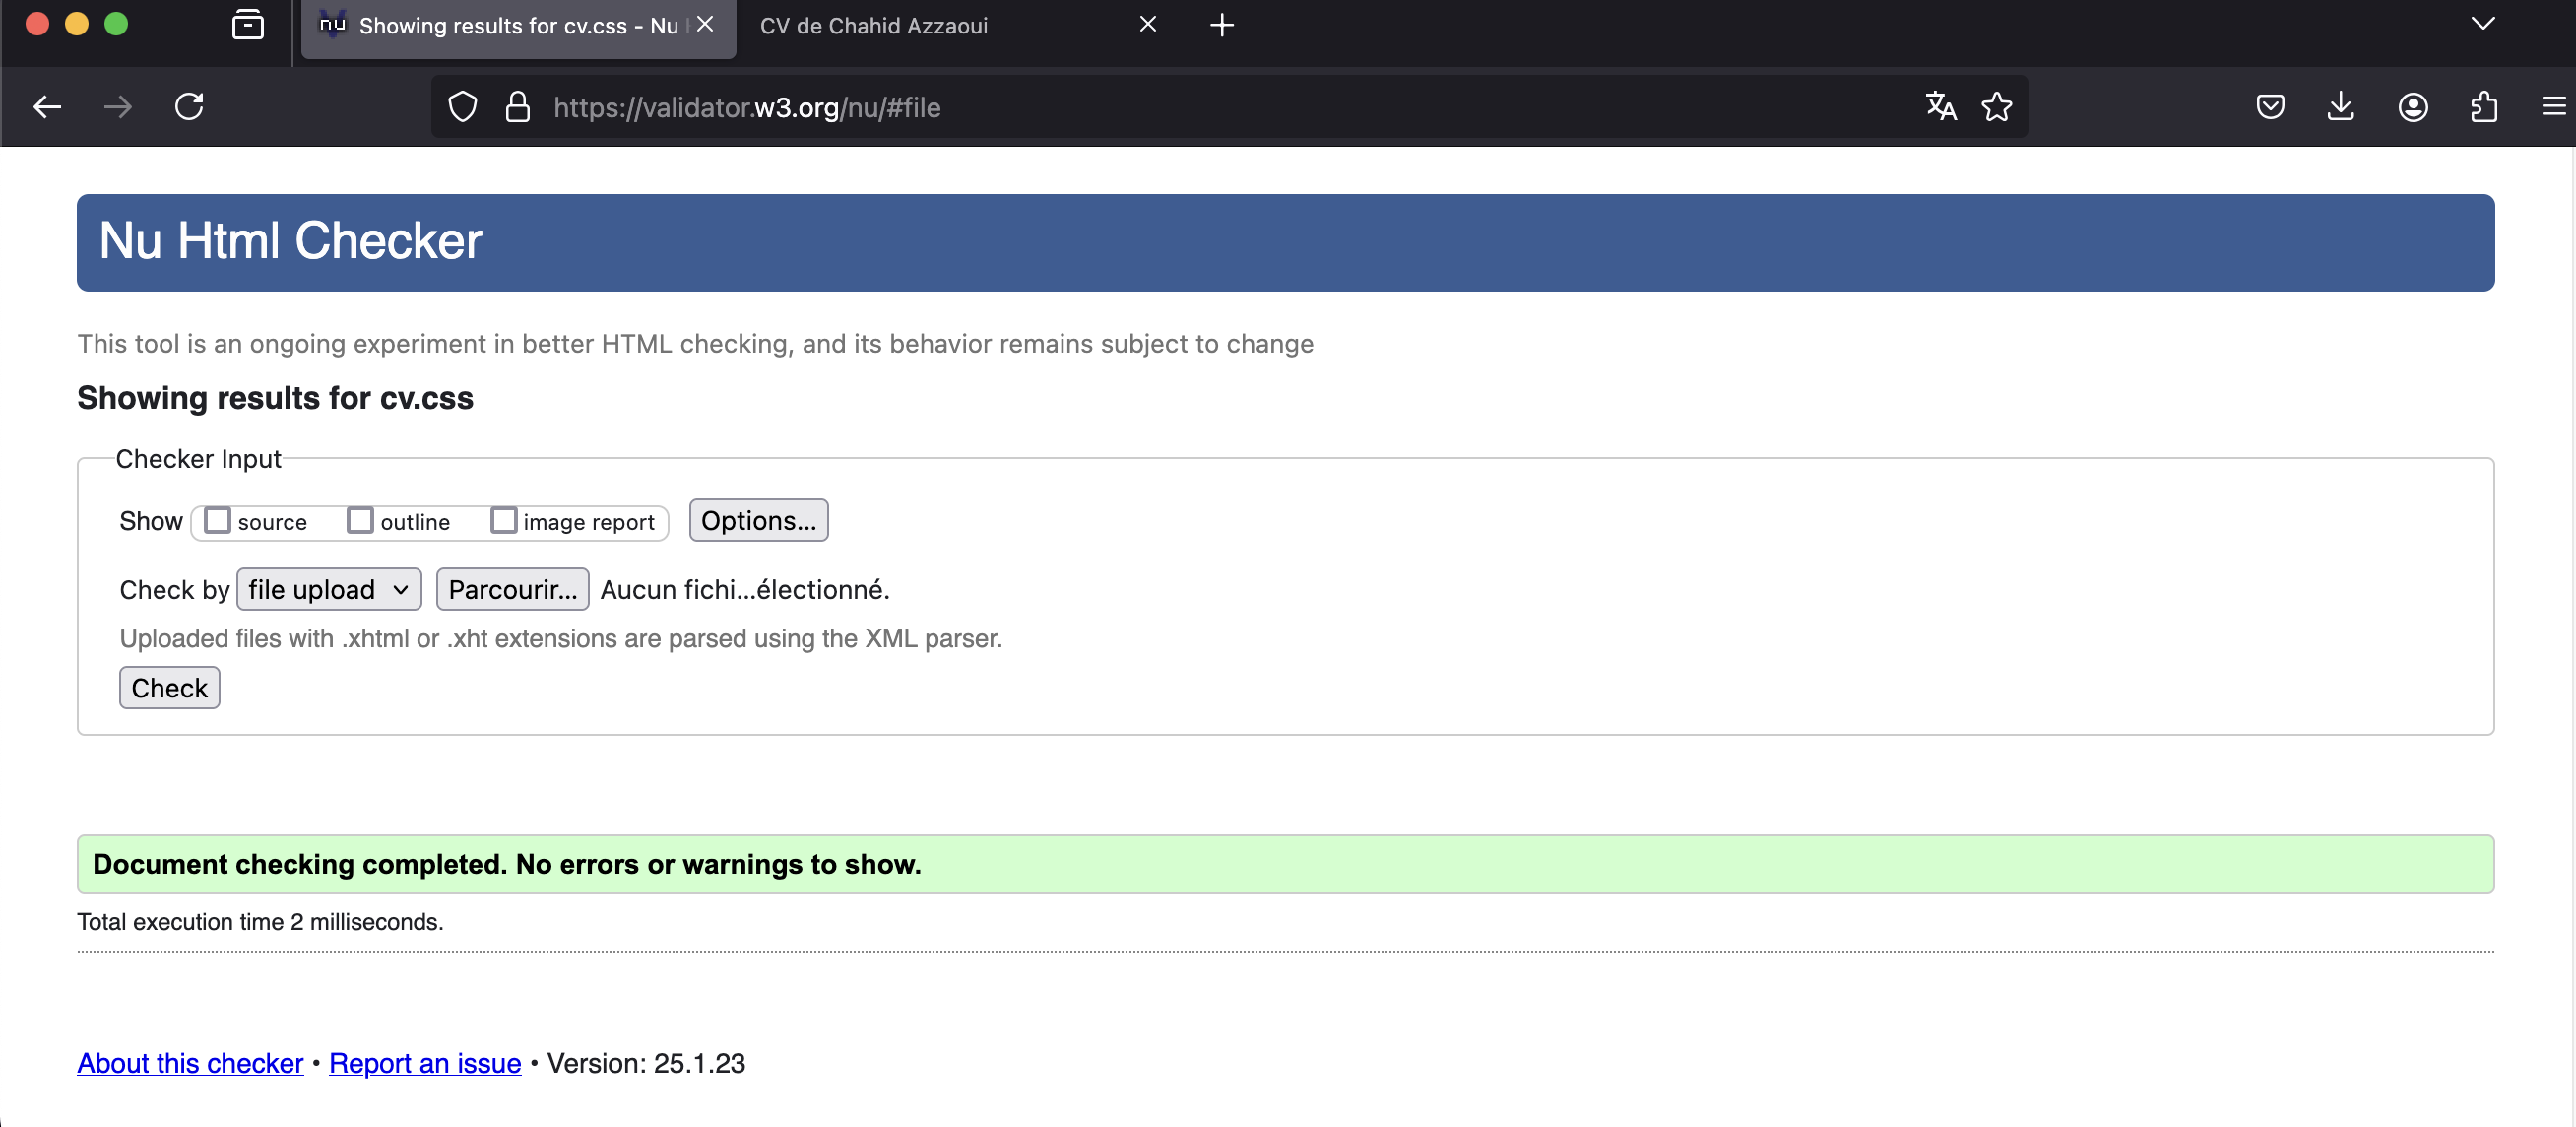 nu Showing results for cv.css - Nu CV de Chahid Azzaoui
https://validator.w3.org/nu/#file
Nu Html Checker
This tool is an ongoing experiment in better HTML checking, and its behavior remains subject to change
Showing results for cv.css
Checker Input
Show source outline image report Options...
Check by file upload Parcourir... Aucun fichi...électionné.
Uploaded files with .xhtml or .xht extensions are parsed using the XML parser.
Check
Document checking completed. No errors or warnings to show.
Total execution time 2 milliseconds.
About this checker • Report an issue • Version: 25.1.23